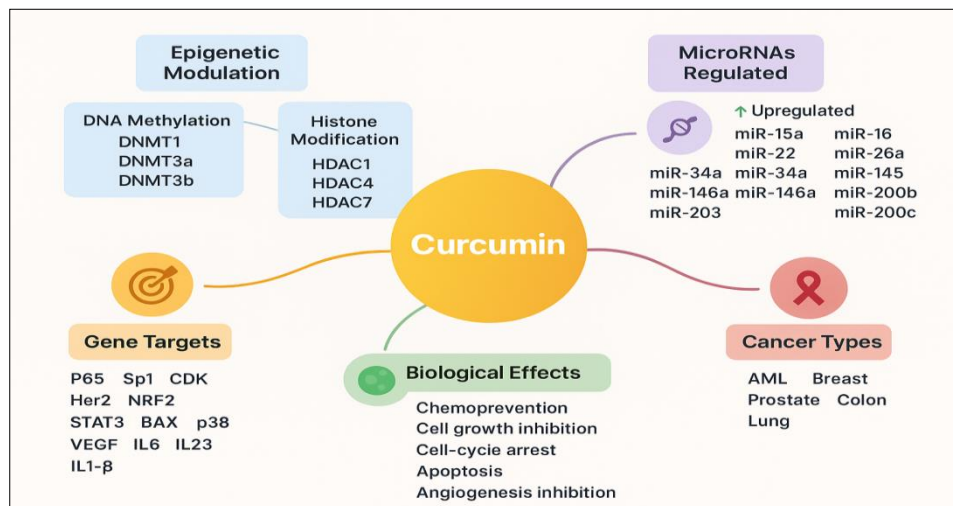 Epigenetic
Modulation
DNA Methylation
DNMT1
DNMT3a
DNMT3b
Histone
Modification
HDAC1
HDAC4
HDAC7
MicroRNAs
Regulated
↑ Upregulated
miR-15a miR-16
miR-22 miR-26a
miR-34a miR-34a miR-145
miR-146a miR-146a miR-200b
miR-203 miR-200c
Curcumin
Gene Targets
P65 Sp1 CDK
Her2 NRF2
STAT3 BAX p38
VEGF IL6 IL23
IL1-β
Biological Effects
Chemoprevention
Cell growth inhibition
Cell-cycie arrest
Apoptosis
Angiogenesis inhibition
Cancer Types
AML Breast
Prostate Colon
Lung